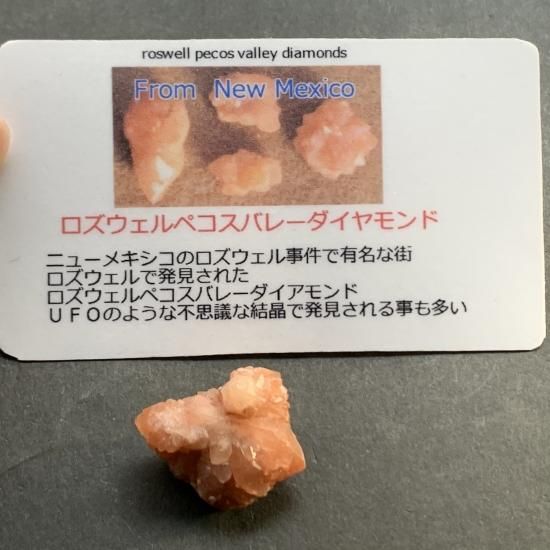 roswell pecos valley diamonds
From New Mexico
ロズウェルペコスバレーダイヤモンド
ニューメキシコのロズウェル事件で有名な街
ロズウェルで発見された
ロズウェルペコスバレーダイアモンド
ＵＦＯのような不思議な結晶で発見される事も多い